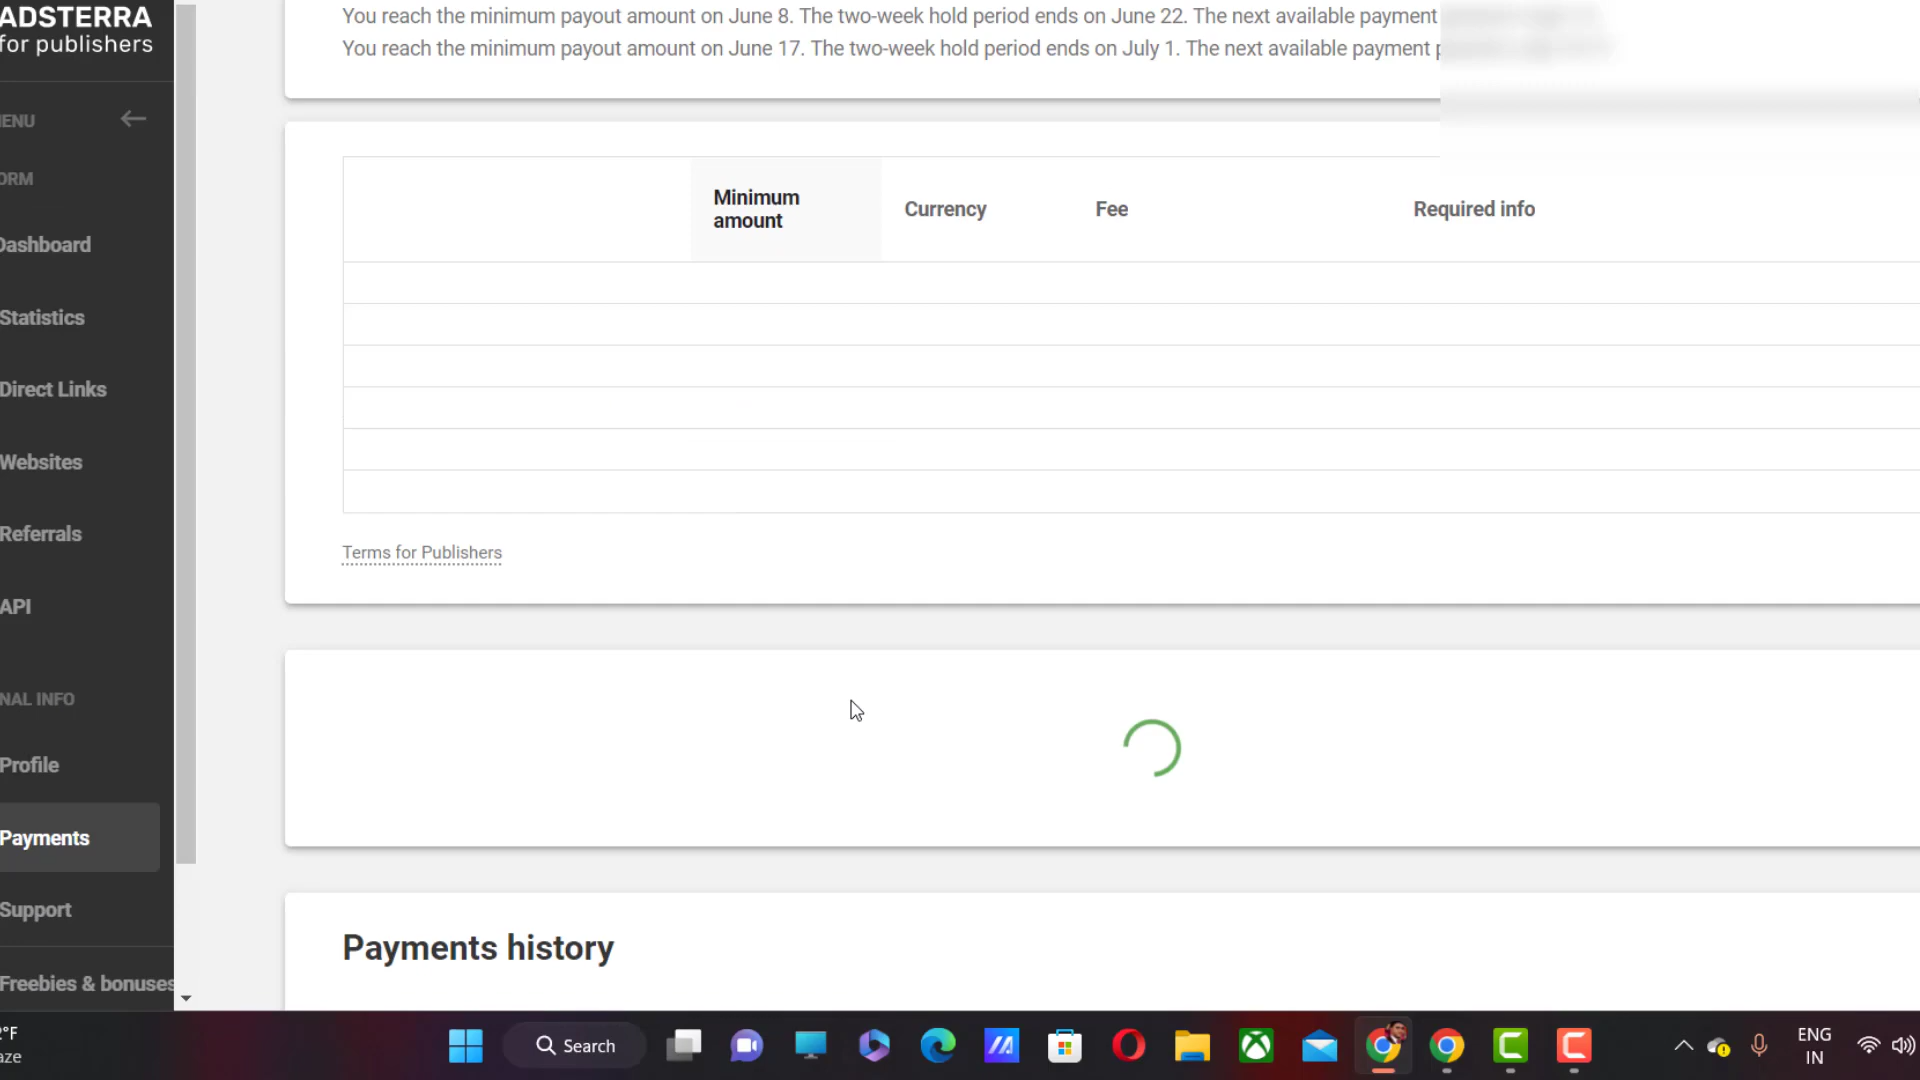 ADSTERRA
for publishers
You reach the minimum payout amount on June 8. The two-week hold period ends on June 22. The next available payment
You reach the minimum payout amount on June 17. The two-week hold period ends on July 1. The next available payment
ENU
ORM
Dashboard
Statistics
Direct Links
Websites
Referrals
API
NAL INFO
Profile
Payments
Support
Freebies & bonuses
Minimum
amount
Currency
Fee
Required info
Terms for Publishers
Payments history
°F
aze
Search
ENG
IN